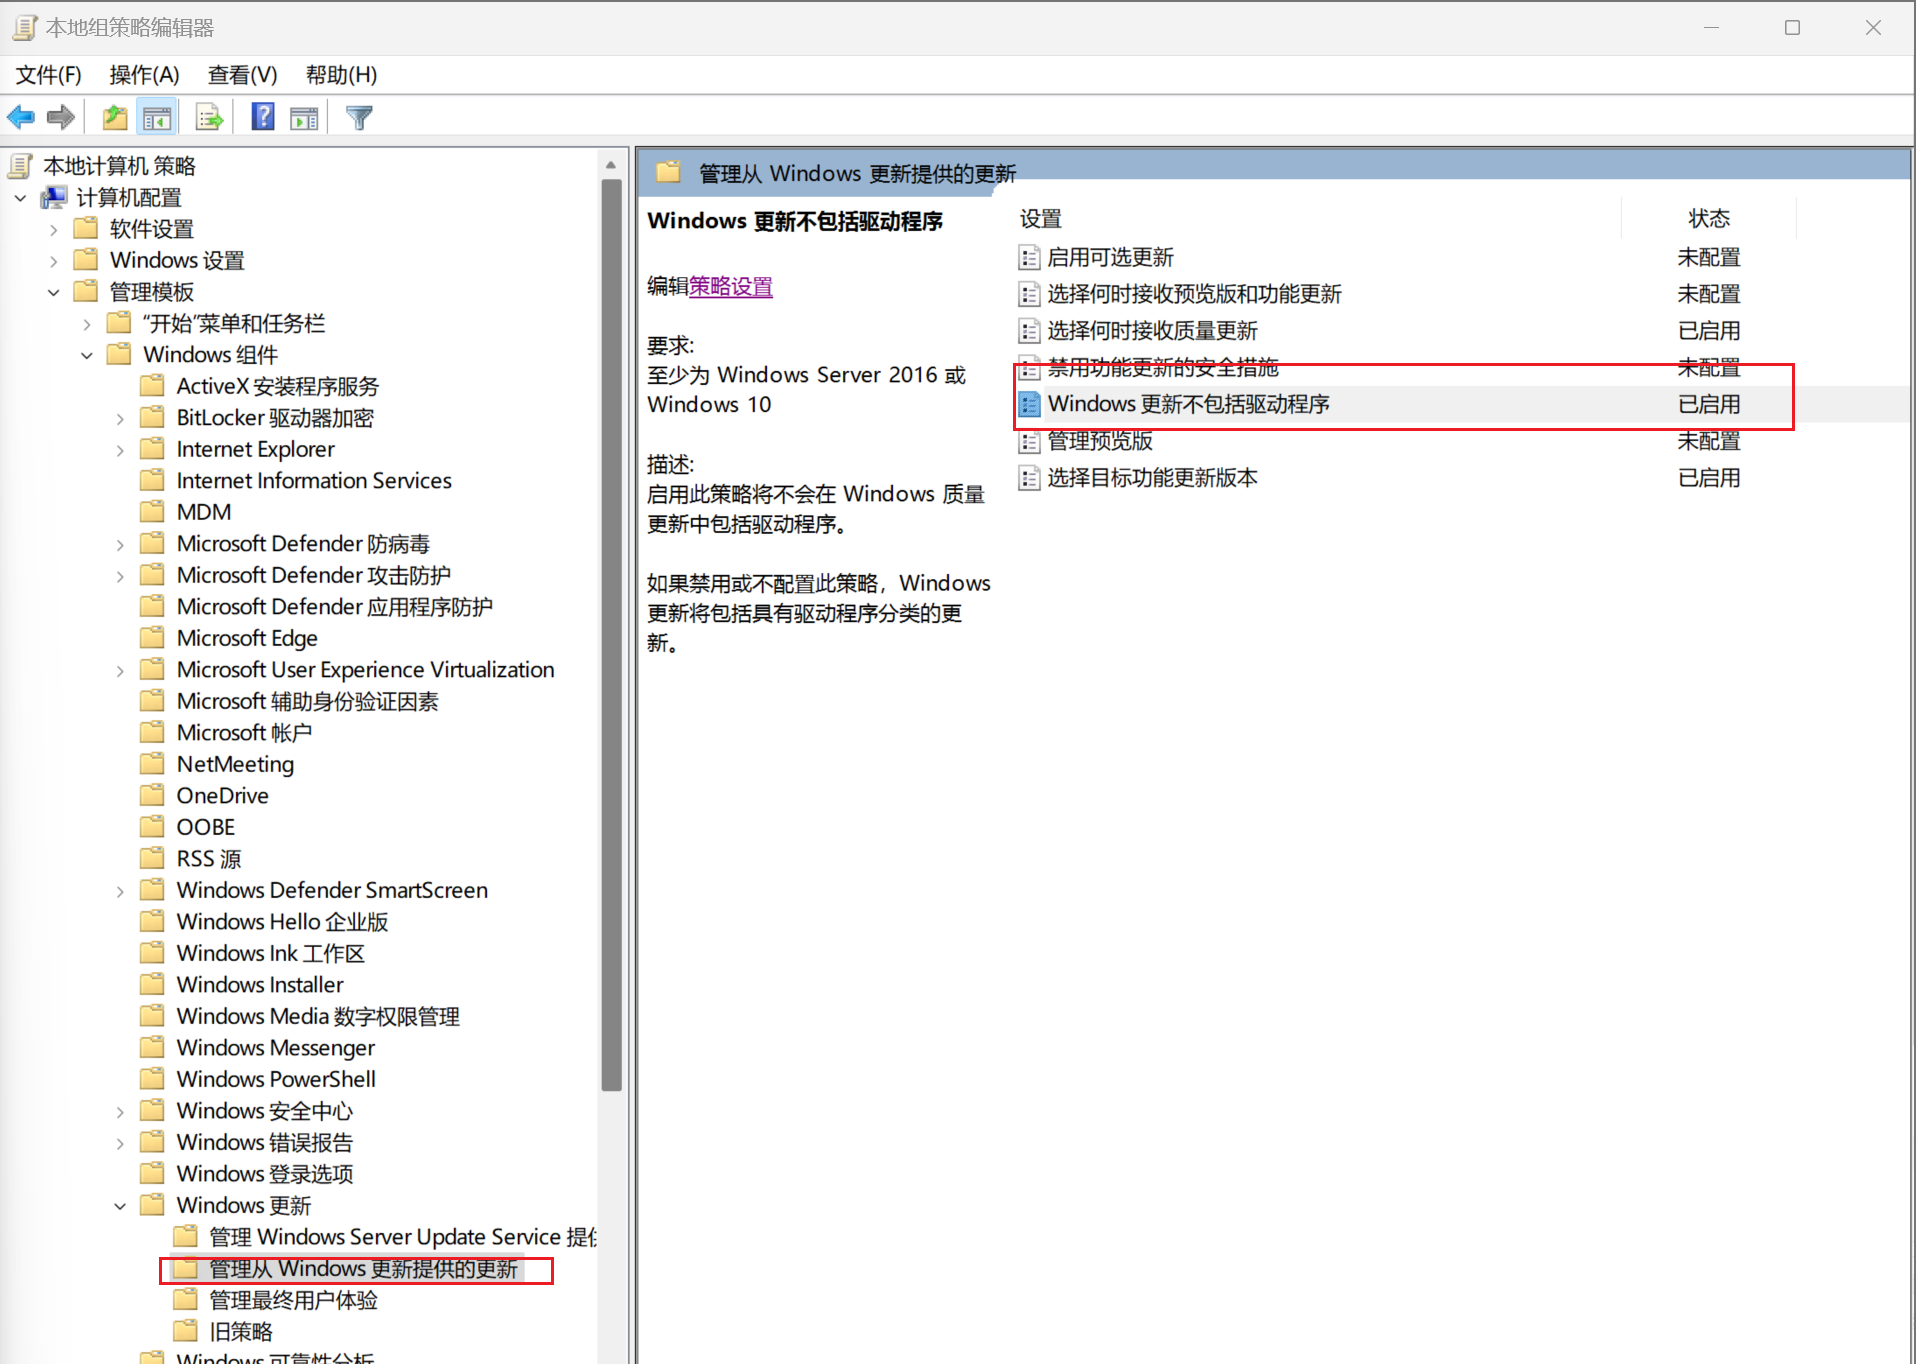 本地组策略编辑器
文件(F) 操作(A) 查看(V) 帮助(H)
本地计算机 策略
计算机配置
软件设置
Windows 设置
管理模板
“开始”菜单和任务栏
Windows 组件
ActiveX 安装程序服务
BitLocker 驱动器加密
Internet Explorer
Internet Information Services
MDM
Microsoft Defender 防病毒
Microsoft Defender 攻击防护
Microsoft Defender 应用程序防护
Microsoft Edge
Microsoft User Experience Virtualization
Microsoft 辅助身份验证因素
Microsoft 帐户
NetMeeting
OneDrive
OOBE
RSS 源
Windows Defender SmartScreen
Windows Hello 企业版
Windows Ink 工作区
Windows Installer
Windows Media 数字权限管理
Windows Messenger
Windows PowerShell
Windows 安全中心
Windows 错误报告
Windows 登录选项
Windows 更新
管理 Windows Server Update Service 提供
管理从 Windows 更新提供的更新
管理最终用户体验
旧策略
Windows 可靠性分析
管理从 Windows 更新提供的更新
Windows 更新不包括驱动程序
编辑策略设置
要求:
至少为 Windows Server 2016 或
Windows 10
描述:
启用此策略将不会在 Windows 质量
更新中包括驱动程序。
如果禁用或不配置此策略，Windows
更新将包括具有驱动程序分类的更
新。
设置 状态
启用可选更新 未配置
选择何时接收预览版和功能更新 未配置
选择何时接收质量更新 已启用
禁用功能更新的安全措施 未配置
Windows 更新不包括驱动程序 已启用
管理预览版 未配置
选择目标功能更新版本 已启用